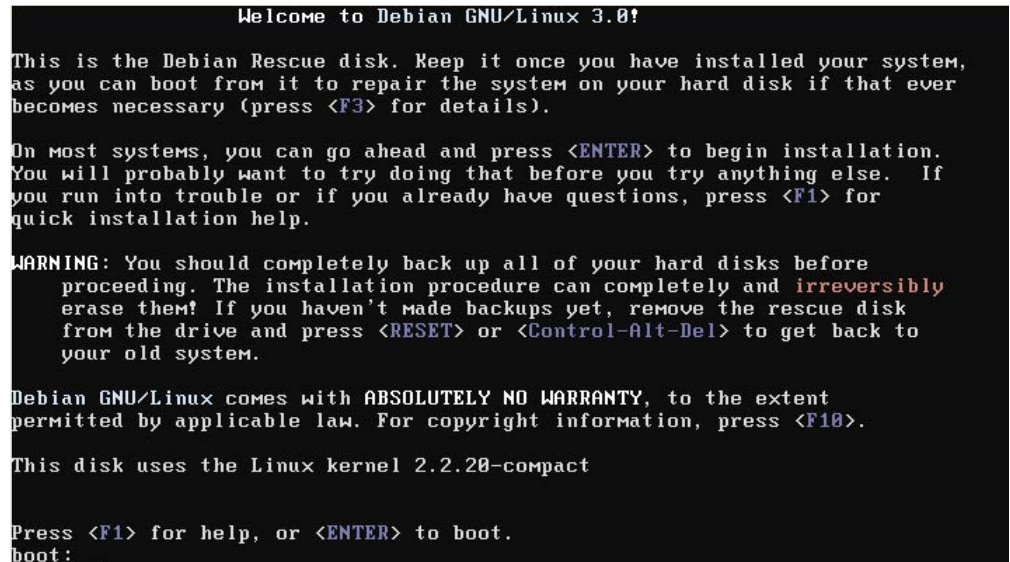 Welcome to Debian GNU/Linux 3.0!
This is the Debian Rescue disk. Keep it once you have installed your system,
as you can boot from it to repair the system on your hard disk if that ever
becomes necessary (press <F3> for details).
On most systems, you can go ahead and press <ENTER> to begin installation.
You will probably want to try doing that before you try anything else.  If
you run into trouble or if you already have questions, press <F1> for
quick installation help.
WARNING: You should completely back up all of your hard disks before
proceeding. The installation procedure can completely and irreversibly
erase them! If you haven't made backups yet, remove the rescue disk
from the drive and press <RESET> or <Control-Alt-Del> to get back to
your old system.
Debian GNU/Linux comes with ABSOLUTELY NO WARRANTY, to the extent
permitted by applicable law. For copyright information, press <F10>.
This disk uses the Linux kernel 2.2.20-compact
Press <F1> for help, or <ENTER> to boot.
boot: